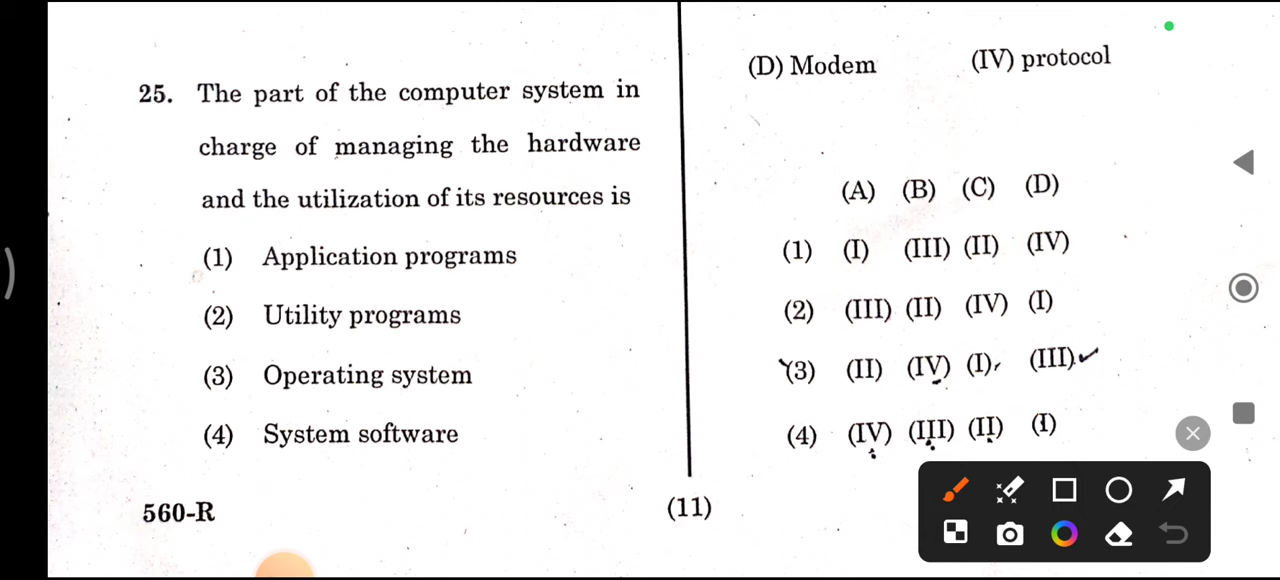 25. The part of the computer system in
charge of managing the hardware
and the utilization of its resources is
(1) Application programs
(2) Utility programs
(3) Operating system
(4) System software
560-R
(11)
(D) Modem (IV) protocol
(A) (B) (C) (D)
(1) (I) (III) (II) (IV)
(2) (III) (II) (IV) (I)
(3) (II) (IV) (I) (III)
(4) (IV) (III) (II) (I)